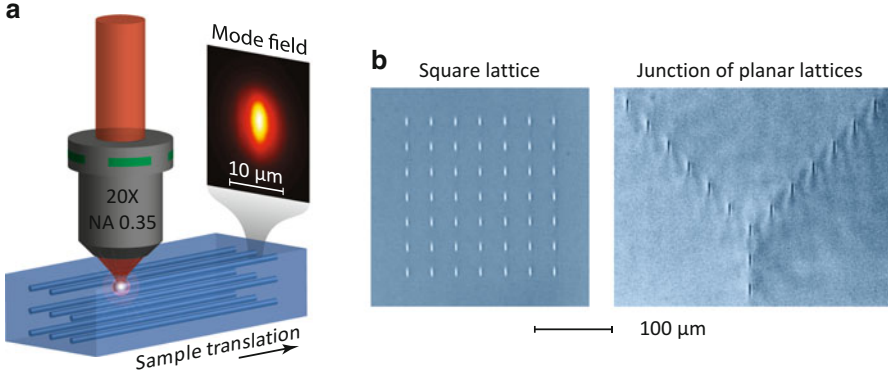 a
Mode field
10 μm
20X
NA 0.35
Sample translation
b
Square lattice
Junction of planar lattices
100 μm